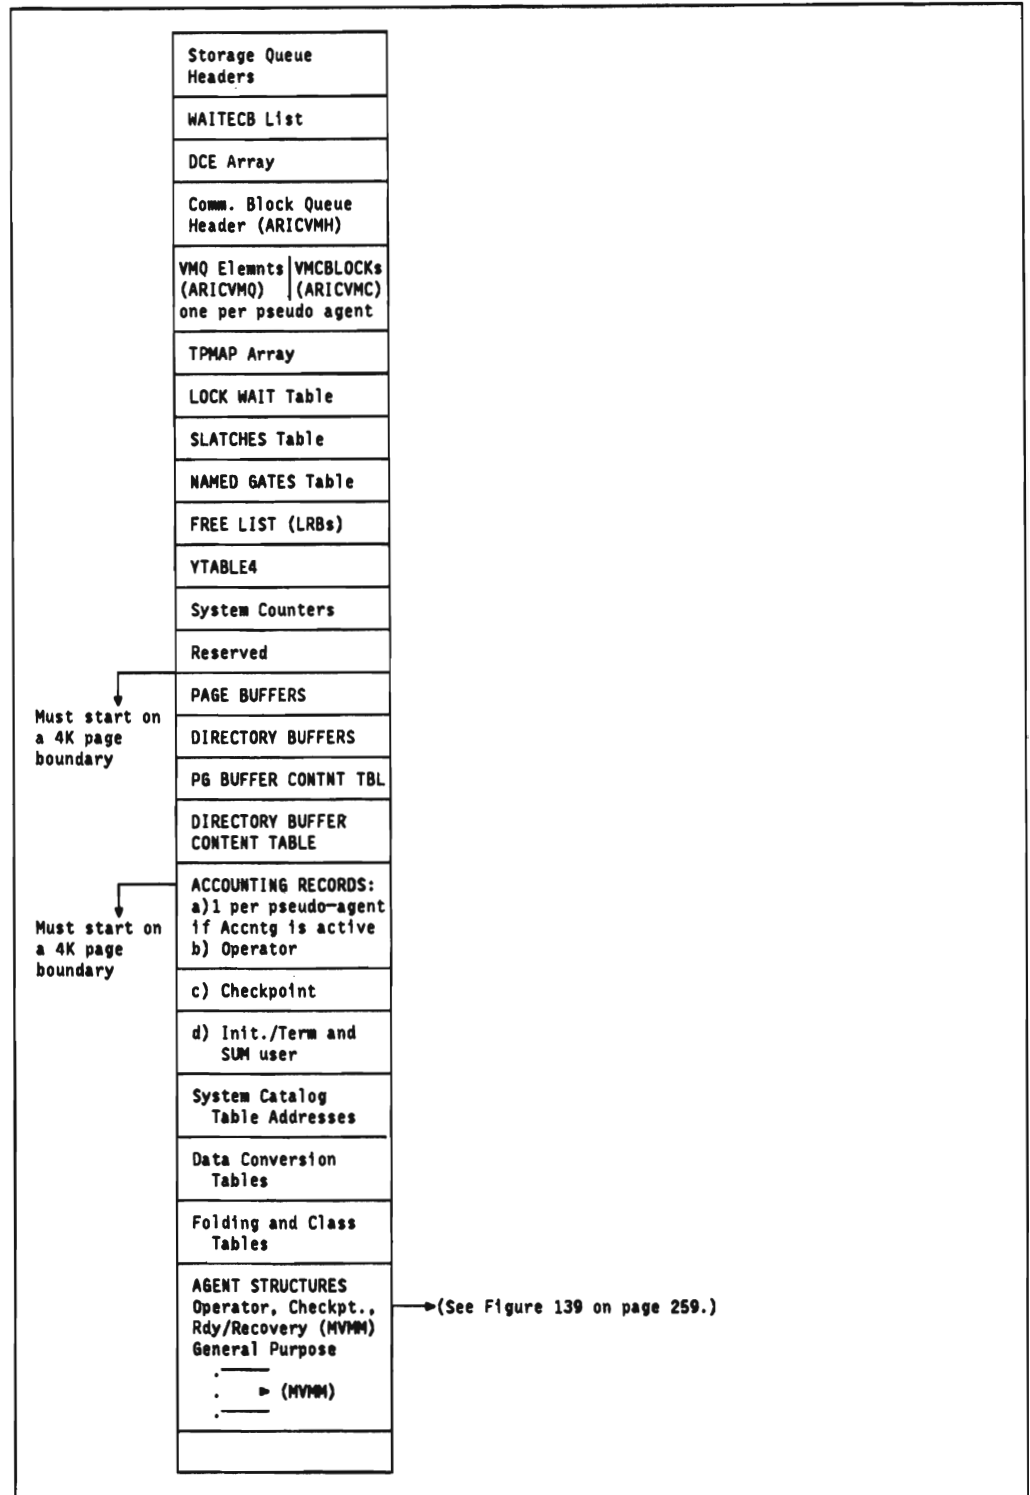 Storage Queue
Headers
WAITECB List
DCE Array
Comm. Block Queue
Header (ARICVMH)
VMQ Elemnts VMCBLOCKs
(ARICVMQ) (ARICVMC)
one per pseudo agent
TPMAP Array
LOCK WAIT Table
SLATCHES Table
NAMED GATES Table
FREE LIST (LRBs)
YTABLE4
System Counters
Reserved
PAGE BUFFERS
Must start on
a 4K page
boundary
DIRECTORY BUFFERS
PG BUFFER CONTNT TBL
DIRECTORY BUFFER
CONTENT TABLE
ACCOUNTING RECORDS:
a)1 per pseudo-agent
if Accntg is active
b) Operator
Must start on
a 4K page
boundary
c) Checkpoint
d) Init./Term and
SUM user
System Catalog
Table Addresses
Data Conversion
Tables
Folding and Class
Tables
AGENT STRUCTURES
Operator, Checkpt.,
Rdy/Recovery (MVMM)
General Purpose
(See Figure 139 on page 259.)
. 
. (MVMM)
.